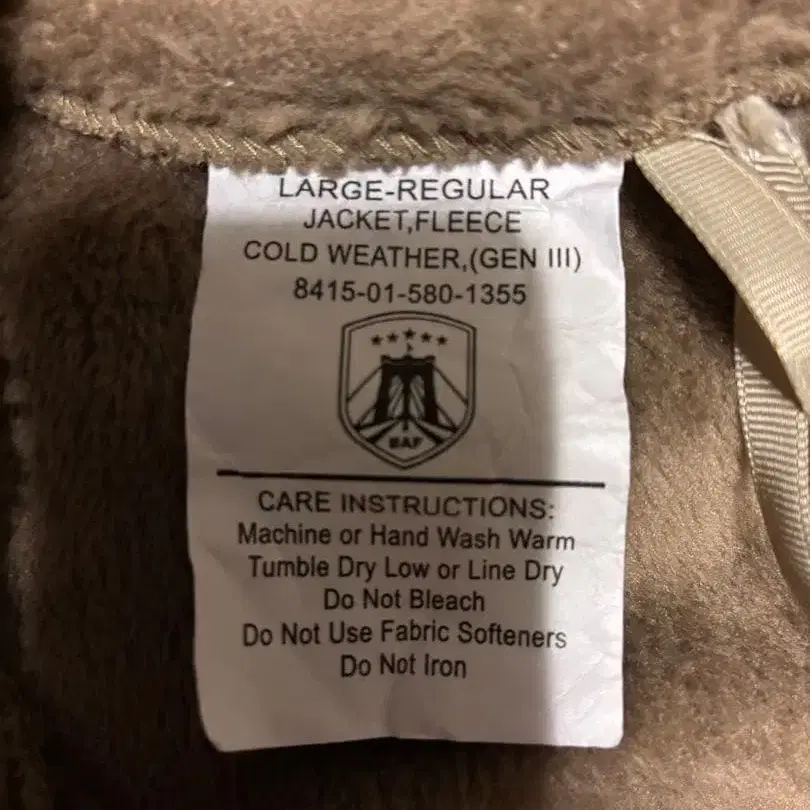 LARGE-REGULAR
JACKET,FLEECE
COLD WEATHER,(GEN III)
8415-01-580-1355
BAF
CARE INSTRUCTIONS:
Machine or Hand Wash Warm
Tumble Dry Low or Line Dry
Do Not Bleach
Do Not Use Fabric Softeners
Do Not Iron